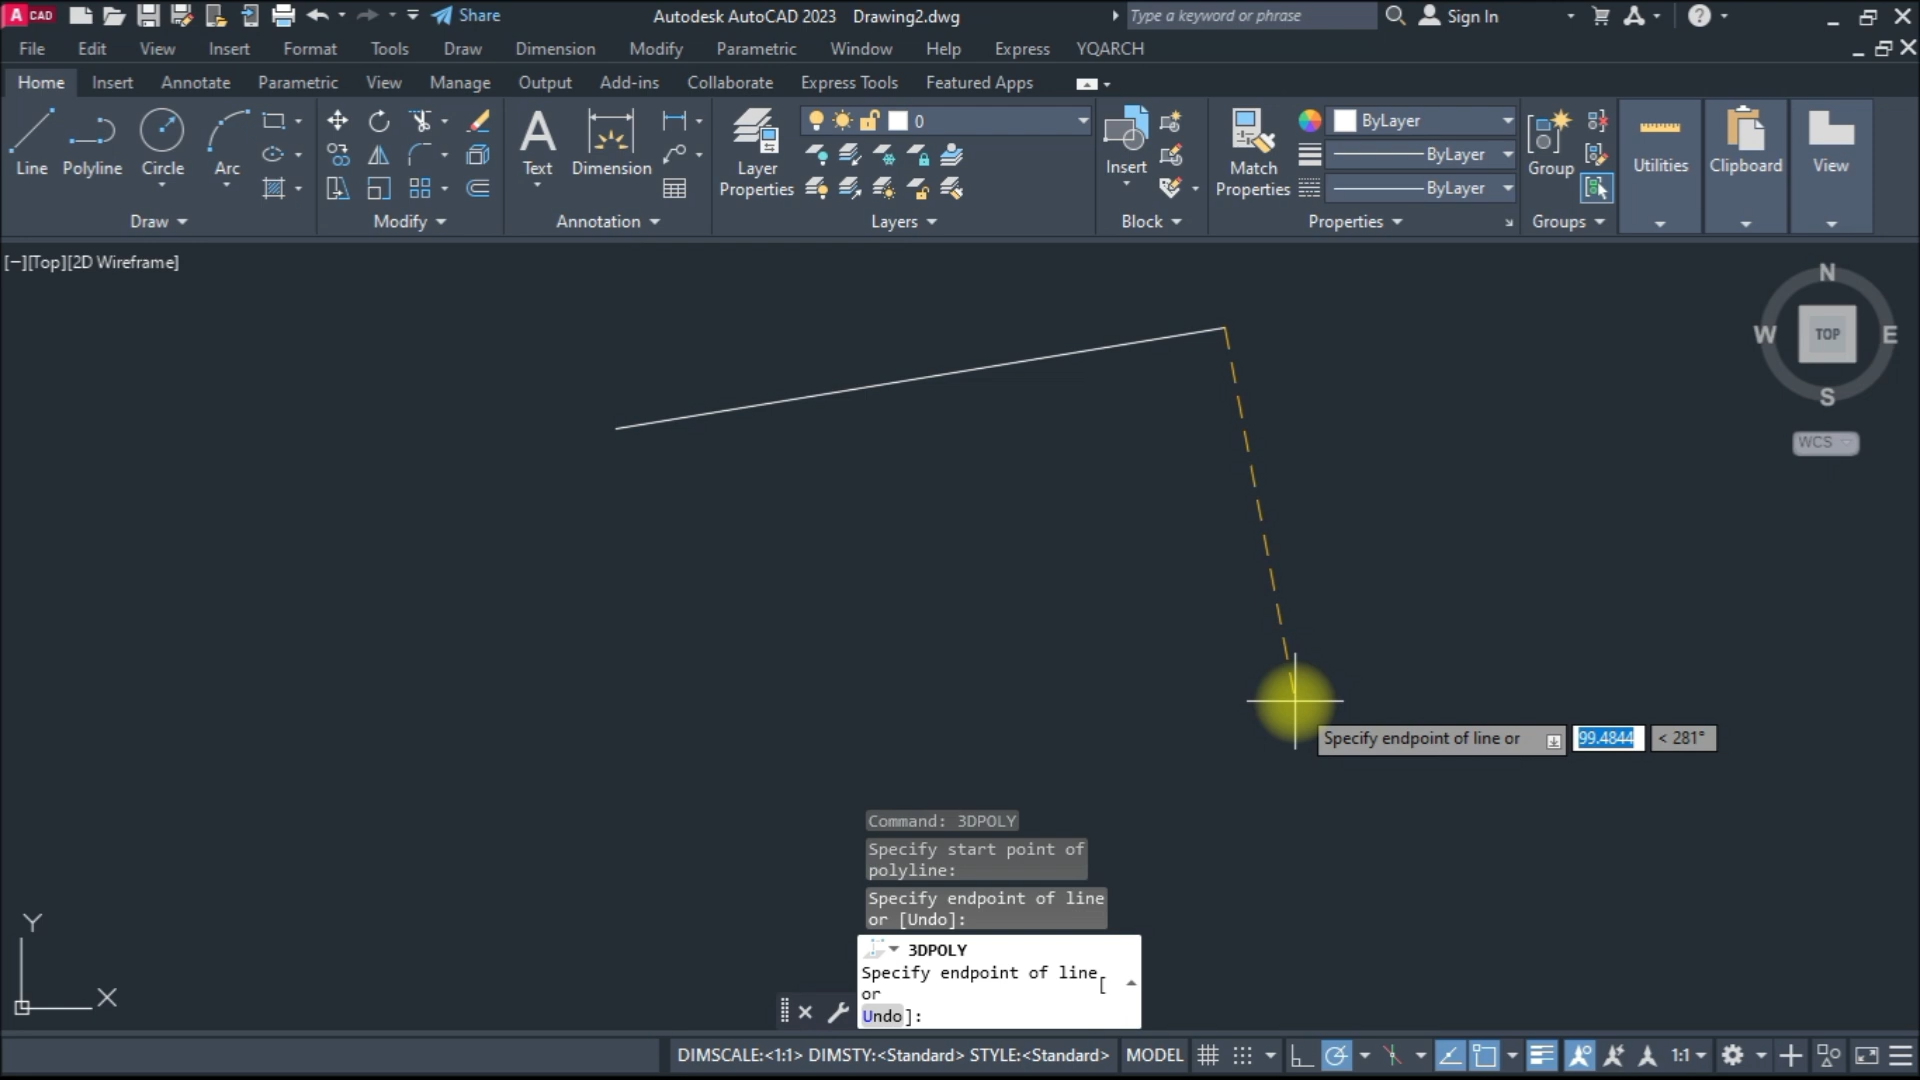 A CAD Share Autodesk AutoCAD 2023 Drawing2.dwg Type a keyword or phrase Sign In
File Edit View Insert Format Tools Draw Dimension Modify Parametric Window Help Express YQARCH
Home Insert Annotate Parametric View Manage Output Add-ins Collaborate Express Tools Featured Apps
0 ByLayer
Line Polyline Circle Arc Text Dimension Layer Properties Insert Match Properties ByLayer Group Utilities Clipboard View
ByLayer
Draw Modify Annotation Layers Block Properties Groups
[−][Top][2D Wireframe]
N
W TOP E
S
WCS
Specify endpoint of line or 99.4844 < 281°
Command: 3DPOLY
Specify start point of
polyline:
Specify endpoint of line
or [Undo]:
3DPOLY
Specify endpoint of line
or [
Undo]:
Y
X
DIMSCALE:<1:1> DIMSTY:<Standard> STYLE:<Standard> MODEL 1:1